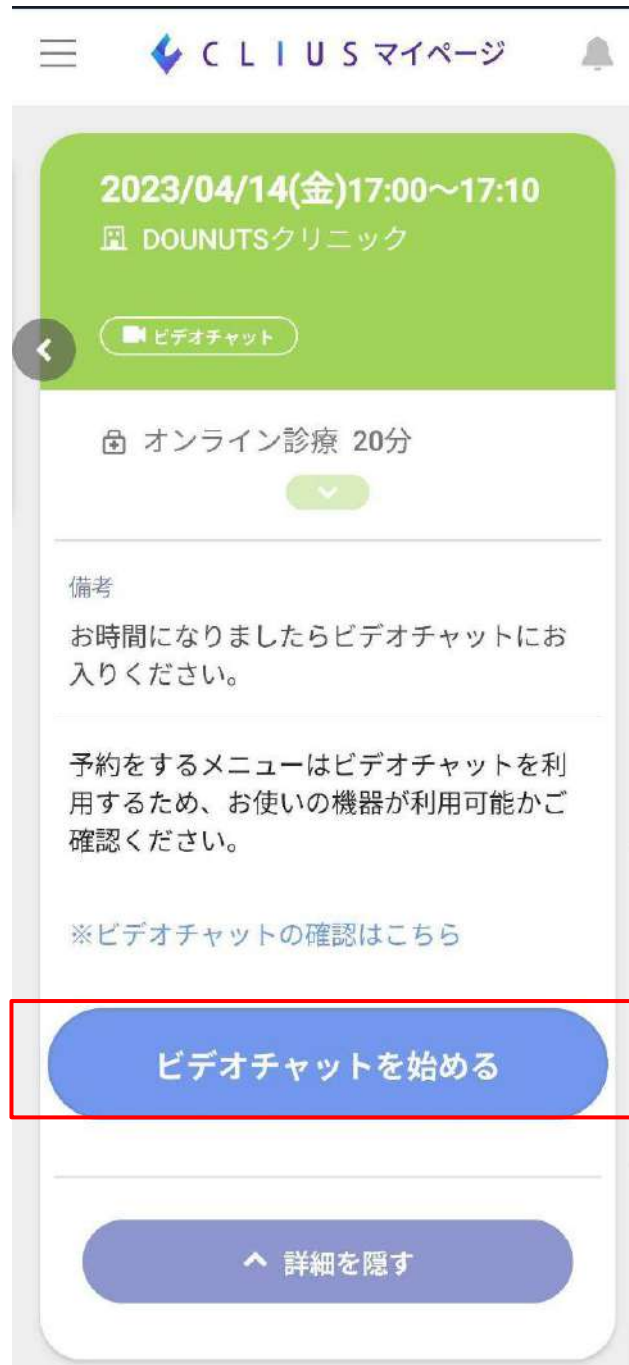 CLIUS マイページ
2023/04/14(金)17:00～17:10
DOUNUTSクリニック
ビデオチャット
オンライン診療 20分
備考
お時間になりましたらビデオチャットにお
入りください。
予約をするメニューはビデオチャットを利
用するため、お使いの機器が利用可能かご
確認ください。
※ビデオチャットの確認はこちら
ビデオチャットを始める
詳細を隠す